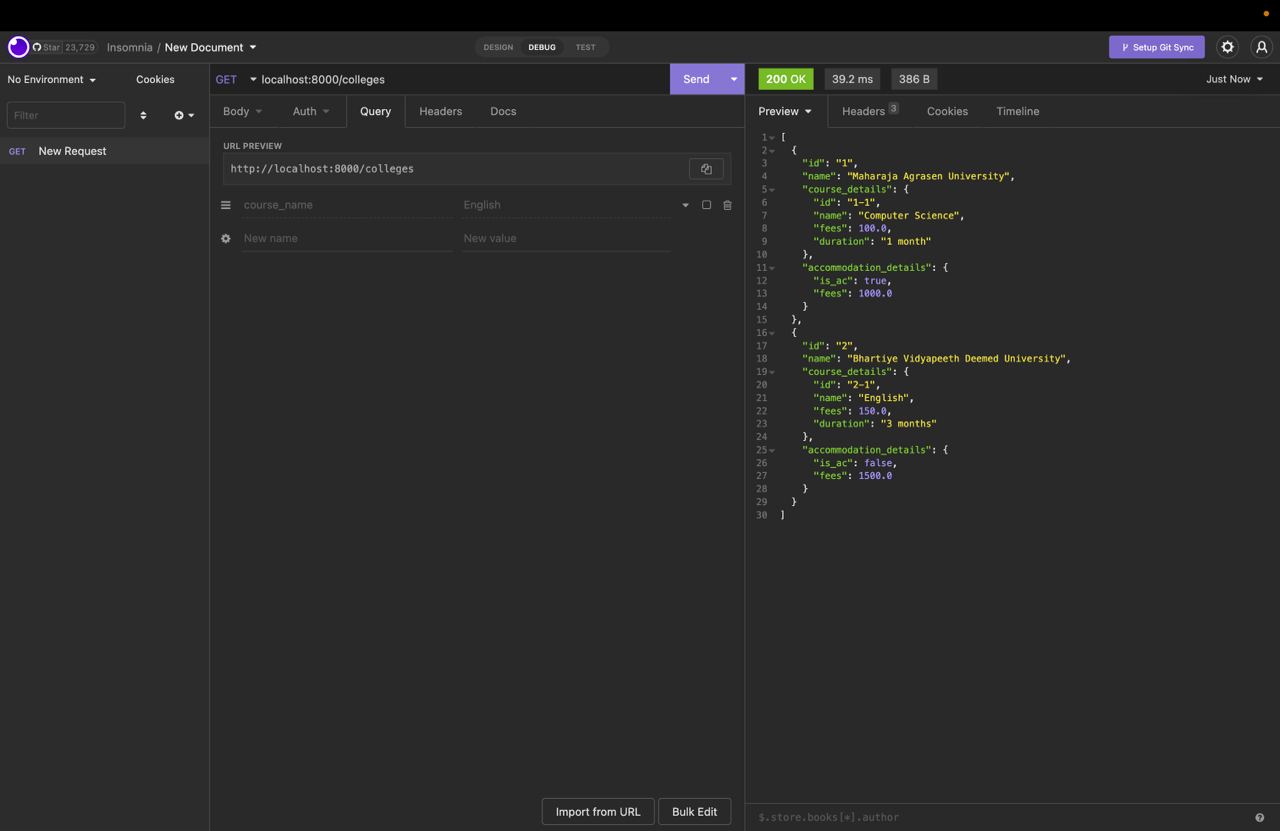 Star 23,729 Insomnia / New Document DESIGN DEBUG TEST Setup Git Sync
No Environment Cookies GET localhost:8000/colleges Send 200 OK 39.2 ms 386 B Just Now
Filter Body Auth Query Headers Docs Preview Headers 3 Cookies Timeline
GET New Request
URL PREVIEW
http://localhost:8000/colleges
course_name English
New name New value
1 [
2 {
3 "id": "1",
4 "name": "Maharaja Agrasen University",
5 "course_details": {
6 "id": "1-1",
7 "name": "Computer Science",
8 "fees": 100.0,
9 "duration": "1 month"
10 },
11 "accommodation_details": {
12 "is_ac": true,
13 "fees": 1000.0
14 }
15 },
16 {
17 "id": "2",
18 "name": "Bhartiye Vidyapeeth Deemed University",
19 "course_details": {
20 "id": "2-1",
21 "name": "English",
22 "fees": 150.0,
23 "duration": "3 months"
24 },
25 "accommodation_details": {
26 "is_ac": false,
27 "fees": 1500.0
28 }
29 }
30 ]
Import from URL Bulk Edit
$.store.books[*].author